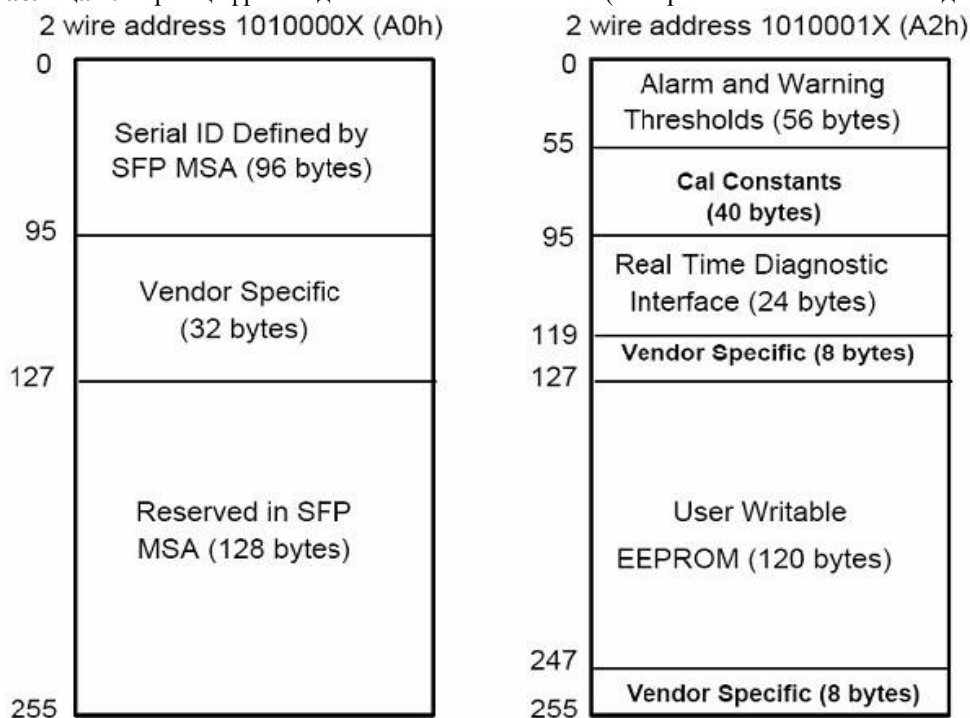 2 wire address 1010000X (A0h)
0
Serial ID Defined by
SFP MSA (96 bytes)
95
Vendor Specific
(32 bytes)
127
Reserved in SFP
MSA (128 bytes)
255
2 wire address 1010001X (A2h)
0
Alarm and Warning
Thresholds (56 bytes)
55
Cal Constants
(40 bytes)
95
Real Time Diagnostic
Interface (24 bytes)
119
Vendor Specific (8 bytes)
127
User Writable
EEPROM (120 bytes)
247
Vendor Specific (8 bytes)
255